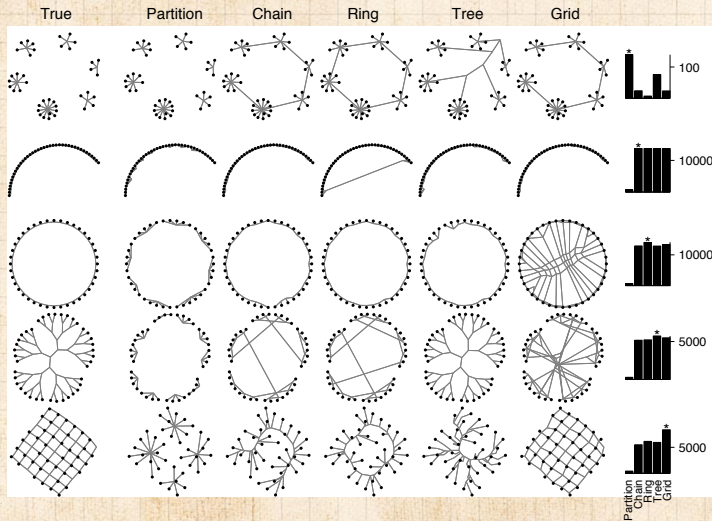 True Partition Chain Ring Tree Grid
* 100
* 10000
* 10000
* 5000
* 5000
Partition
Chain
Ring
Tree
Grid